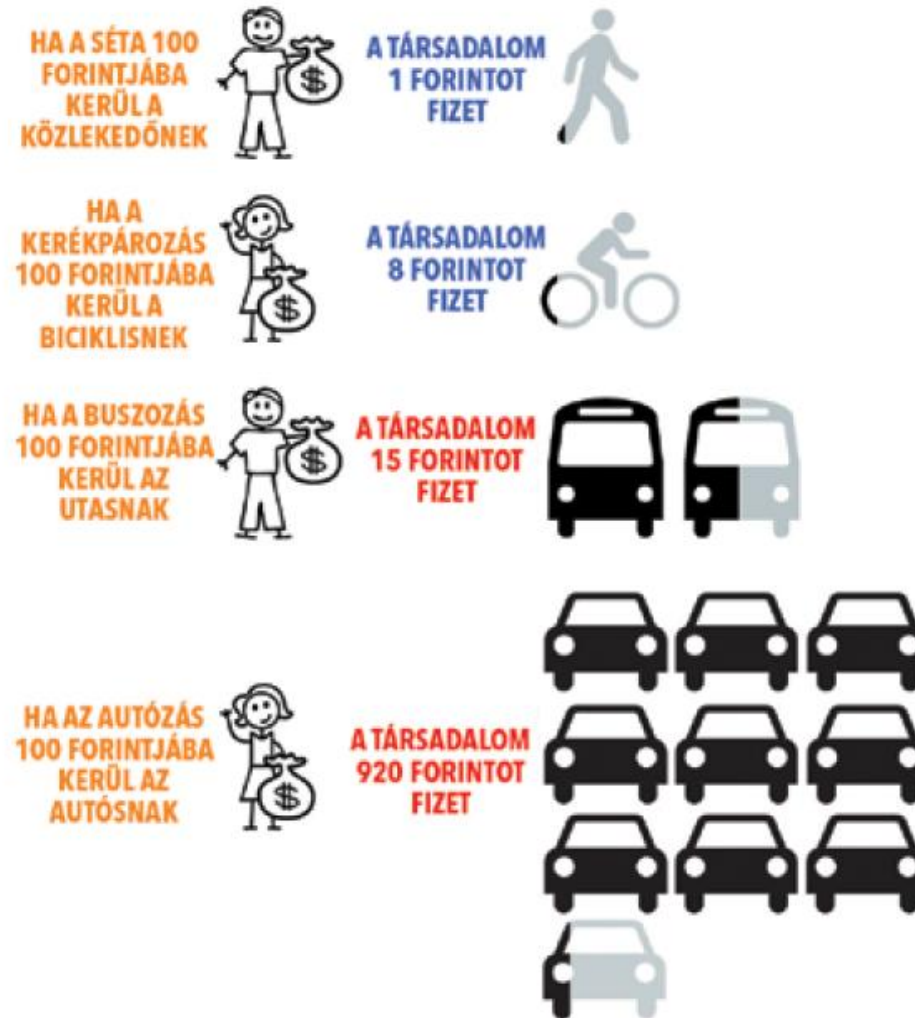 HA A SÉTA 100
FORINTJÁBA
KERÜL A
KÖZLEKEDŐNEK
$
A TÁRSADALOM
1 FORINTOT
FIZET
HA A
KERÉKPÁROZÁS
100 FORINTJÁBA
KERÜL A
BICIKLISNEK
$
A TÁRSADALOM
8 FORINTOT
FIZET
HA A BUSZOZÁS
100 FORINTJÁBA
KERÜL AZ
UTASNAK
$
A TÁRSADALOM
15 FORINTOT
FIZET
HA AZ AUTÓZÁS
100 FORINTJÁBA
KERÜL AZ
AUTÓSNAK
$
A TÁRSADALOM
920 FORINTOT
FIZET